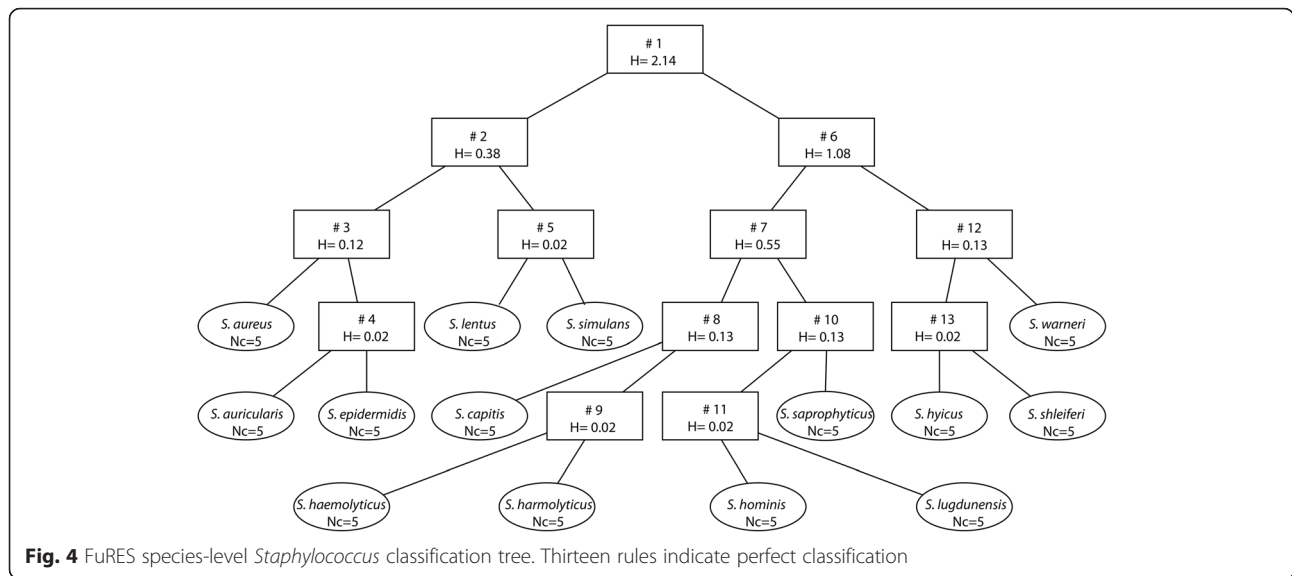 # 1
H= 2.14
# 2
H= 0.38
# 6
H= 1.08
# 3
H= 0.12
# 5
H= 0.02
# 7
H= 0.55
# 12
H= 0.13
S. aureus
Nc=5
# 4
H= 0.02
S. lentus
Nc=5
S. simulans
Nc=5
# 8
H= 0.13
# 10
H= 0.13
# 13
H= 0.02
S. warneri
Nc=5
S. auricularis
Nc=5
S. epidermidis
Nc=5
S. capitis
Nc=5
# 9
H= 0.02
# 11
H= 0.02
S. saprophyticus
Nc=5
S. hyicus
Nc=5
S. shleiferi
Nc=5
S. haemolyticus
Nc=5
S. harmolyticus
Nc=5
S. hominis
Nc=5
S. lugdunensis
Nc=5
Fig. 4 FuRES species-level Staphylococcus classification tree. Thirteen rules indicate perfect classification